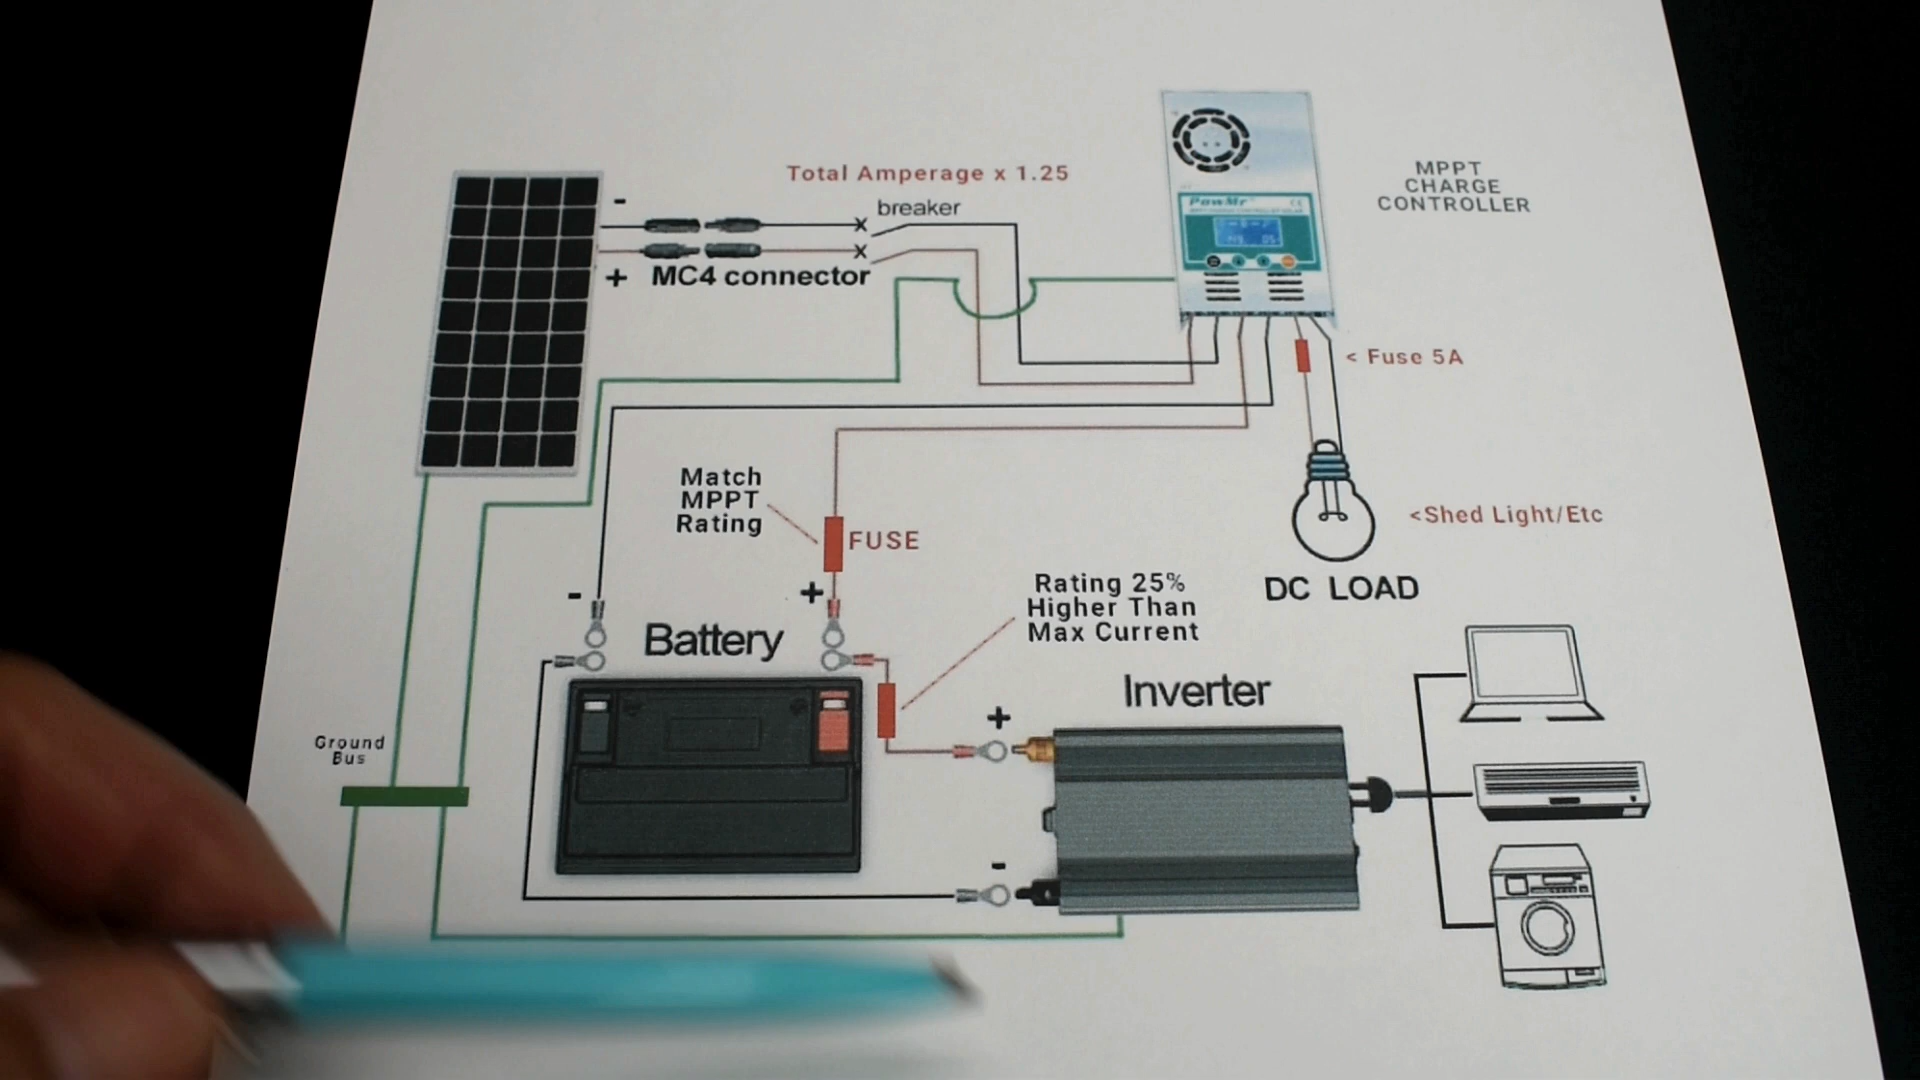 Total Amperage x 1.25
breaker
-
+
MC4 connector
PowMr
MPPT
CHARGE
CONTROLLER
< Fuse 5A
Match
MPPT
Rating
FUSE
<Shed Light/Etc
DC LOAD
-
+
Battery
Rating 25%
Higher Than
Max Current
Inverter
+
-
Ground
Bus